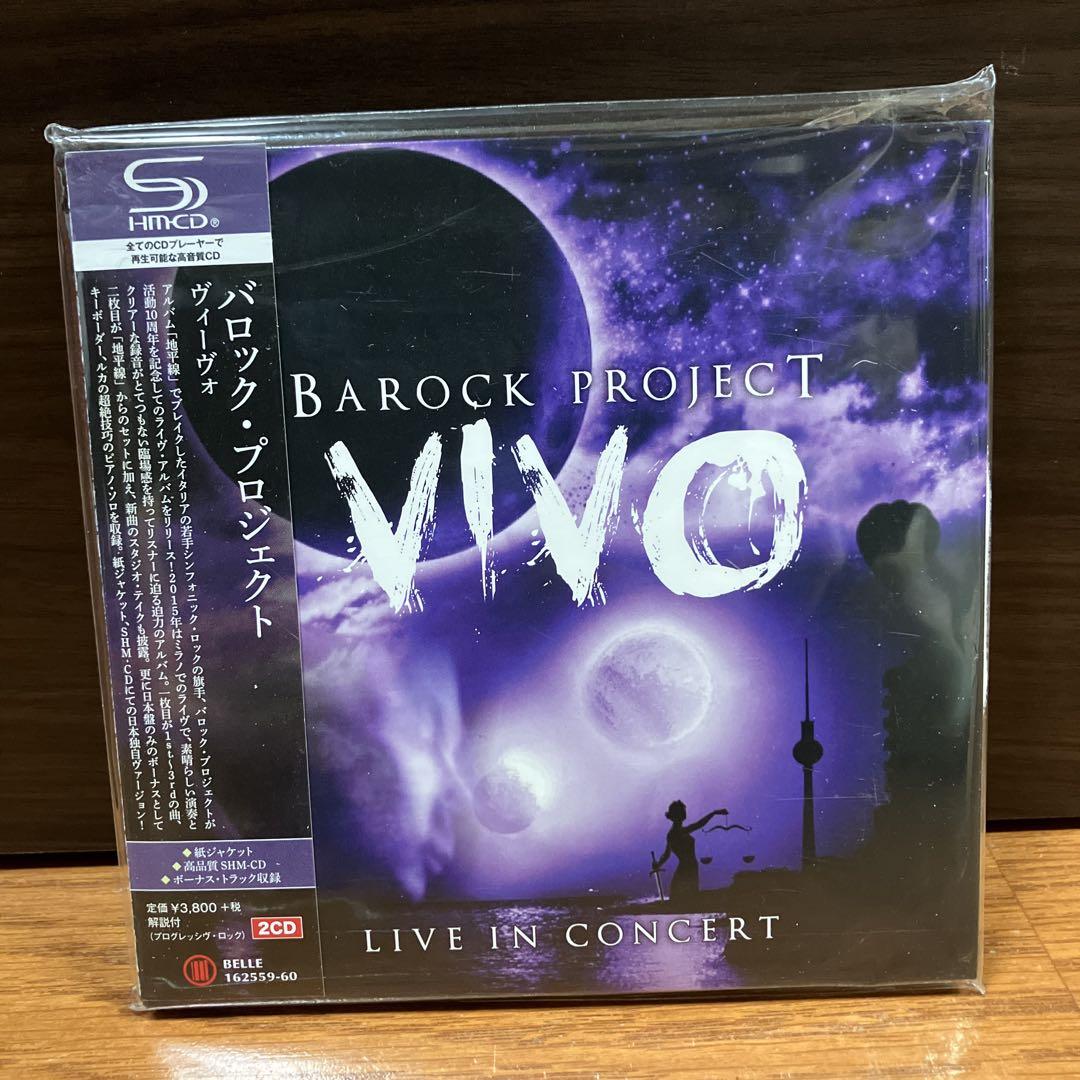 SHM-CD®
全てのCDプレーヤーで
再生可能な高音質CD
バロック・プロジェクト
ヴィーヴォ
アルバム「地平線」でブレイクしたイタリアの若手シンフォニック・ロックの旗手、バロック・プロジェクトが
活動10周年を記念してのライヴ・アルバムをリリース!2015年はミラノでのライヴで、素晴らしい演奏と
クリアーな録音がとてつもない臨場感を持ってリスナーに迫る迫力のアルバム。一枚目が1st〜3rdの曲、
二枚目が「地平線」からのセットに加え、新曲のスタジオ・テイクも披露。更に日本盤のみのボーナスとして
キーボーダー、ルカの超絶技巧のピアノ・ソロを収録。紙ジャケット、SHM-CDにての日本独自ヴァージョン!
◆紙ジャケット
◆高品質SHM-CD
◆ボーナス・トラック収録
定価¥3,800+税
解説付
(プログレッシヴ・ロック)
2CD
BELLE
162559-60
BAROCK PROJECT
VIVO
LIVE IN CONCERT